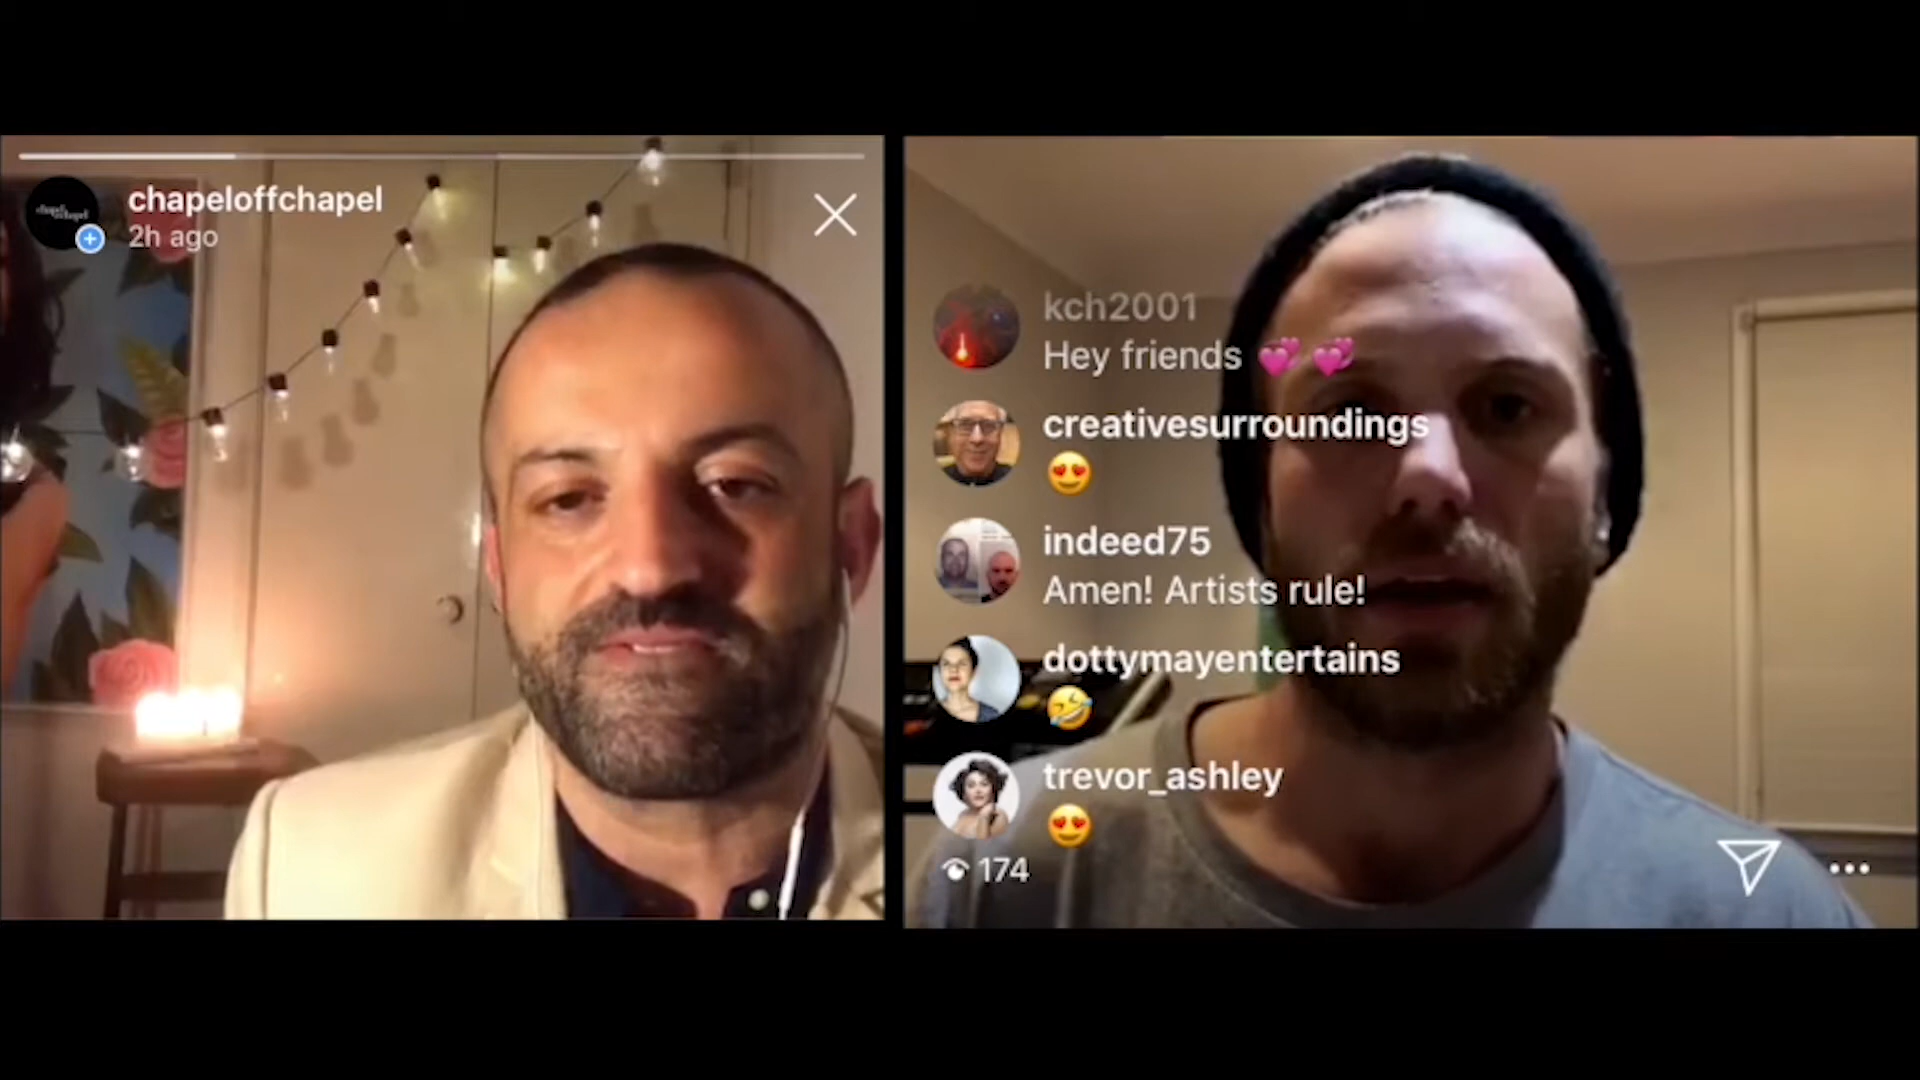 chapeloffchapel
2h ago
kch2001
Hey friends 💞 💞
creativesurroundings
😍
indeed75
Amen! Artists rule!
dottymayentertains
🤣
trevor_ashley
😍
174